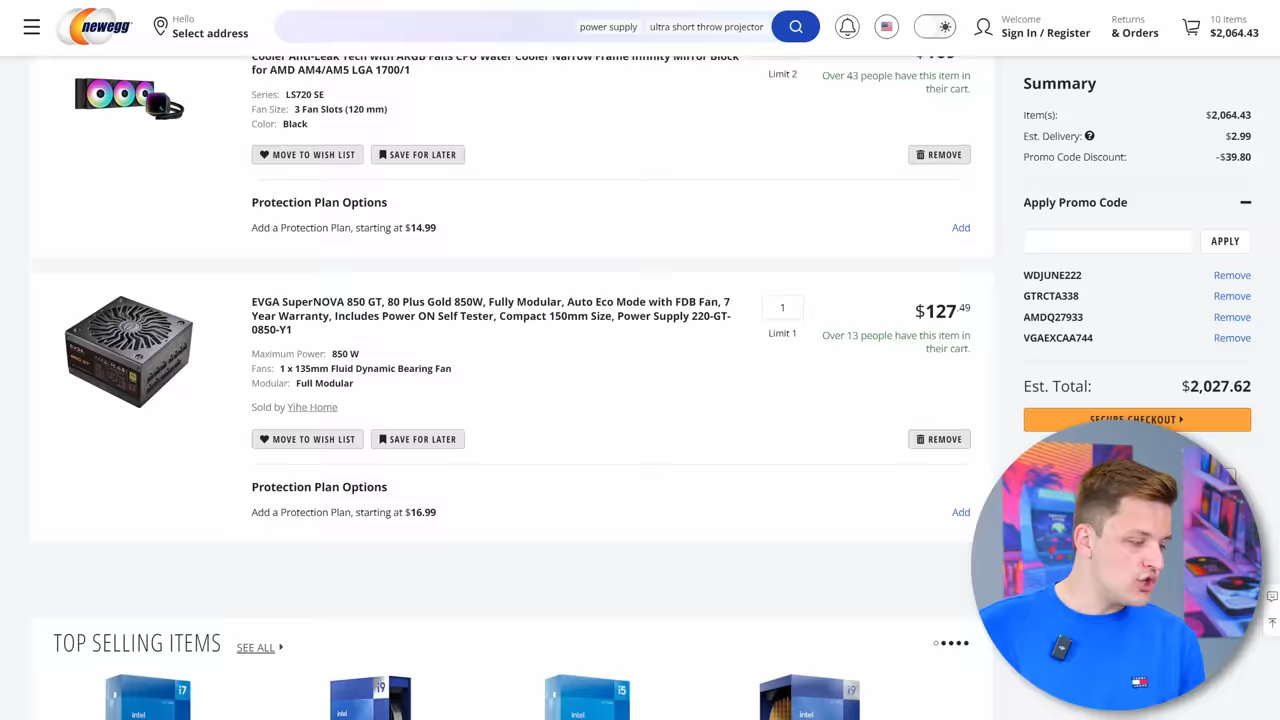 newegg
Hello
Select address
power supply
ultra short throw projector
Welcome
Sign In / Register
Returns
& Orders
10 Items
$2,064.43
Cooler Anti-Leak Tech with ARGB Fans CPU Water Cooler Narrow Frame Infinity Mirror Block
for AMD AM4/AM5 LGA 1700/1
Series: LS720 SE
Fan Size: 3 Fan Slots (120 mm)
Color: Black
Limit 2
Over 43 people have this item in
their cart.
MOVE TO WISH LIST
SAVE FOR LATER
REMOVE
Protection Plan Options
Add a Protection Plan, starting at $14.99
Add
EVGA SuperNOVA 850 GT, 80 Plus Gold 850W, Fully Modular, Auto Eco Mode with FDB Fan, 7
Year Warranty, Includes Power ON Self Tester, Compact 150mm Size, Power Supply 220-GT-
0850-Y1
Maximum Power: 850 W
Fans: 1 x 135mm Fluid Dynamic Bearing Fan
Modular: Full Modular
Sold by Yihe Home
1
Limit 1
$127.49
Over 13 people have this item in
their cart.
MOVE TO WISH LIST
SAVE FOR LATER
REMOVE
Protection Plan Options
Add a Protection Plan, starting at $16.99
Add
TOP SELLING ITEMS
SEE ALL
i7
intel
i9
intel
i5
intel
i9
intel
Summary
Item(s): $2,064.43
Est. Delivery: $2.99
Promo Code Discount: -$39.80
Apply Promo Code
APPLY
WDJUNE222 Remove
GTRCTA338 Remove
AMDQ27933 Remove
VGAEXCAA744 Remove
Est. Total: $2,027.62
SECURE CHECKOUT